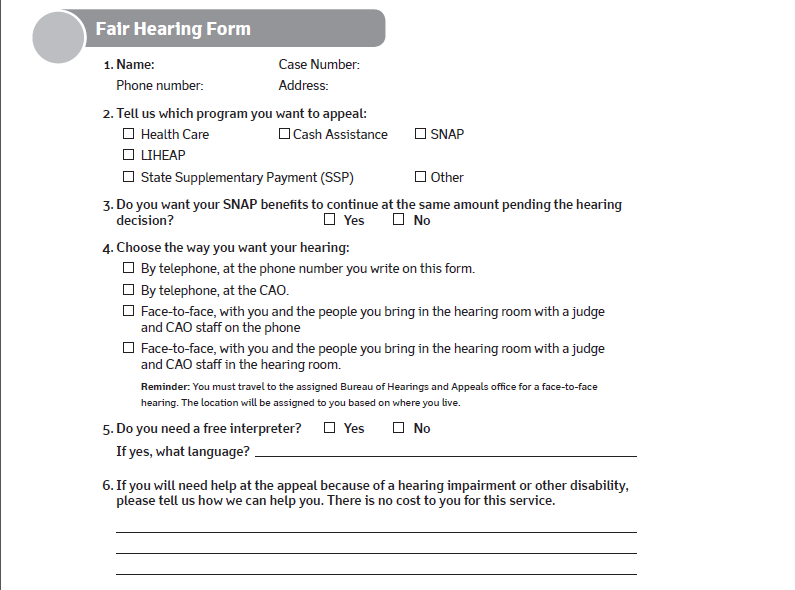 Fair Hearing Form
1. Name: Case Number:
Phone number: Address:
2. Tell us which program you want to appeal:
☐ Health Care ☐ Cash Assistance ☐ SNAP
☐ LIHEAP
☐ State Supplementary Payment (SSP) ☐ Other
3. Do you want your SNAP benefits to continue at the same amount pending the hearing
decision? ☐ Yes ☐ No
4. Choose the way you want your hearing:
☐ By telephone, at the phone number you write on this form.
☐ By telephone, at the CAO.
☐ Face-to-face, with you and the people you bring in the hearing room with a judge
and CAO staff on the phone
☐ Face-to-face, with you and the people you bring in the hearing room with a judge
and CAO staff in the hearing room.
Reminder: You must travel to the assigned Bureau of Hearings and Appeals office for a face-to-face
hearing. The location will be assigned to you based on where you live.
5. Do you need a free interpreter? ☐ Yes ☐ No
If yes, what language?
6. If you will need help at the appeal because of a hearing impairment or other disability,
please tell us how we can help you. There is no cost to you for this service.